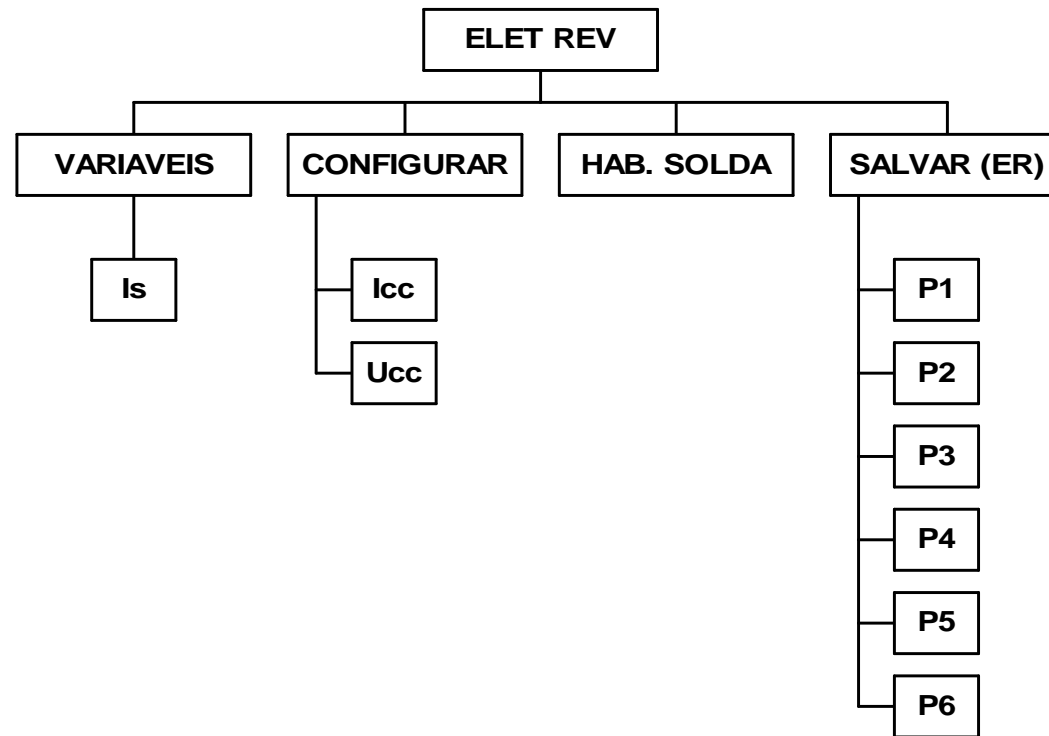 ELET REV
VARIAVEIS
CONFIGURAR
HAB. SOLDA
SALVAR (ER)
Is
Icc
Ucc
P1
P2
P3
P4
P5
P6